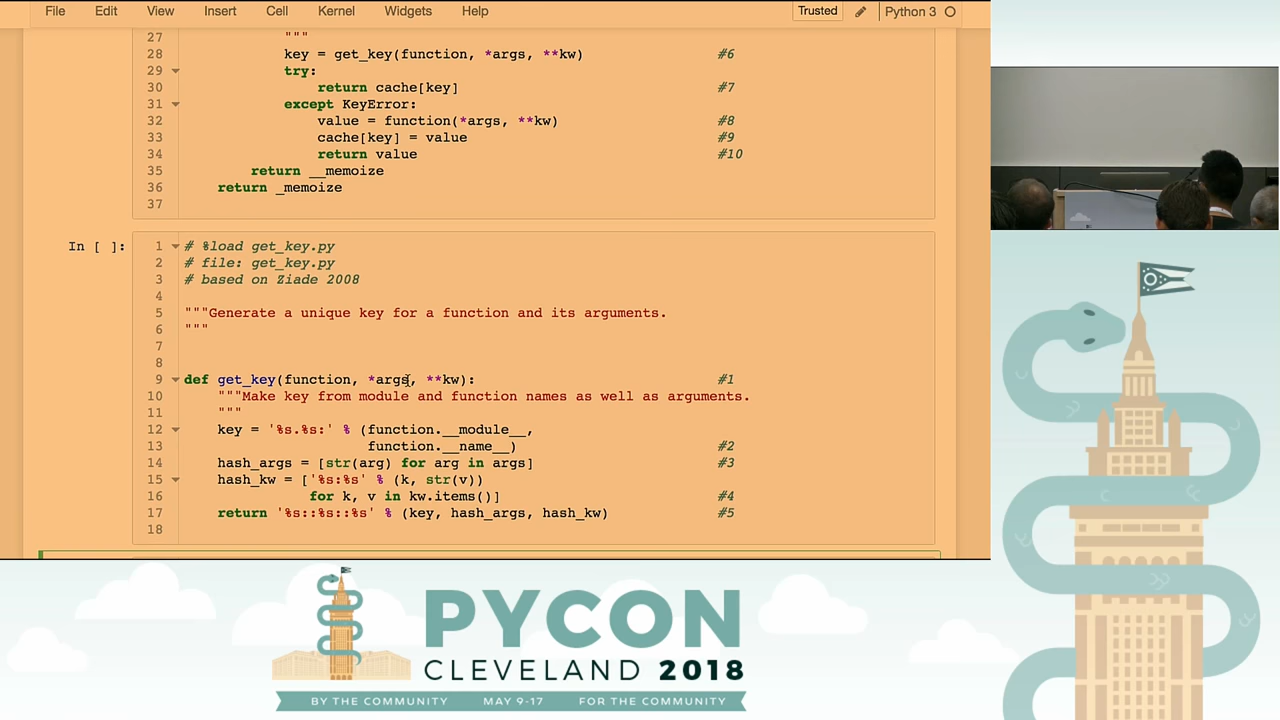 File Edit View Insert Cell Kernel Widgets Help Trusted Python 3
27 """
28 key = get_key(function, *args, **kw) #6
29 try:
30 return cache[key] #7
31 except KeyError:
32 value = function(*args, **kw) #8
33 cache[key] = value #9
34 return value #10
35 return __memoize
36 return _memoize
37
In [ ]: 1 # %load get_key.py
2 # file: get_key.py
3 # based on Ziade 2008
4
5 """Generate a unique key for a function and its arguments.
6 """
7
8
9 def get_key(function, *args, **kw): #1
10 """Make key from module and function names as well as arguments.
11 """
12 key = '%s.%s:' % (function.__module__,
13 function.__name__) #2
14 hash_args = [str(arg) for arg in args] #3
15 hash_kw = ['%s:%s' % (k, str(v))
16 for k, v in kw.items()] #4
17 return '%s::%s::%s' % (key, hash_args, hash_kw) #5
18
PYCON
CLEVELAND 2018
BY THE COMMUNITY MAY 9-17 FOR THE COMMUNITY